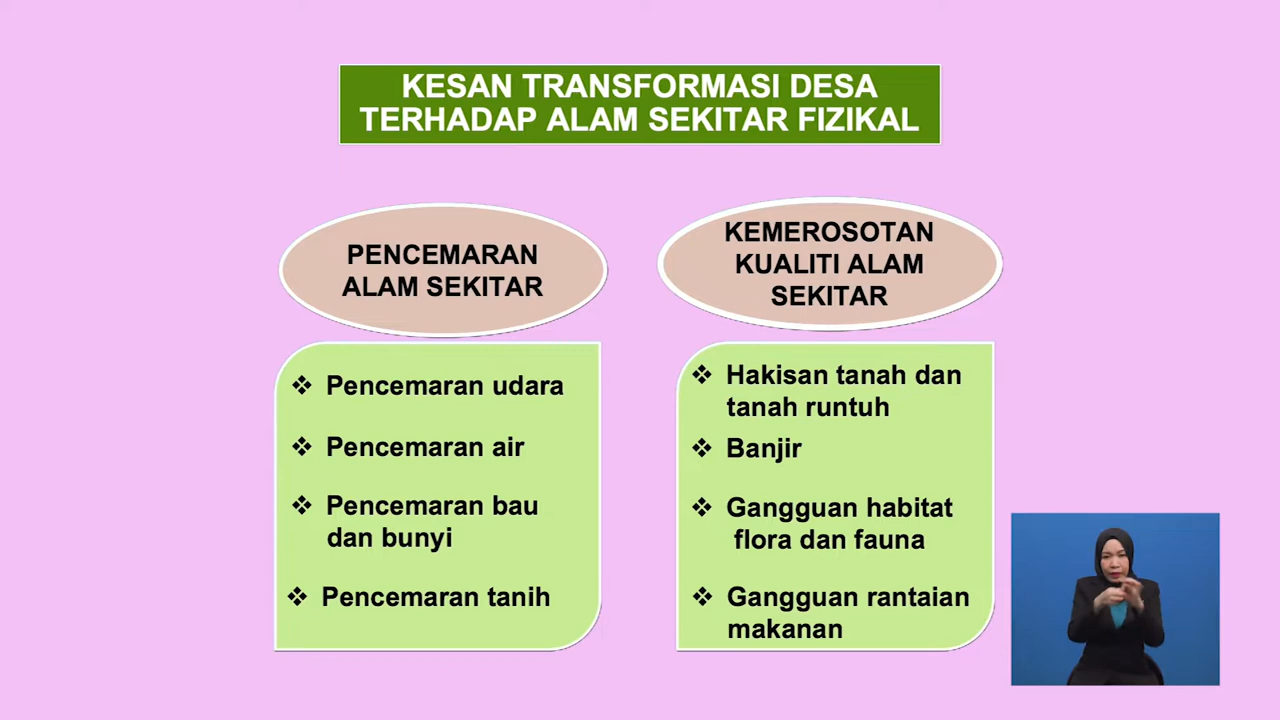 KESAN TRANSFORMASI DESA
TERHADAP ALAM SEKITAR FIZIKAL
PENCEMARAN
ALAM SEKITAR
❖ Pencemaran udara
❖ Pencemaran air
❖ Pencemaran bau
dan bunyi
❖ Pencemaran tanih
KEMEROSOTAN
KUALITI ALAM
SEKITAR
❖ Hakisan tanah dan
tanah runtuh
❖ Banjir
❖ Gangguan habitat
flora dan fauna
❖ Gangguan rantaian
makanan